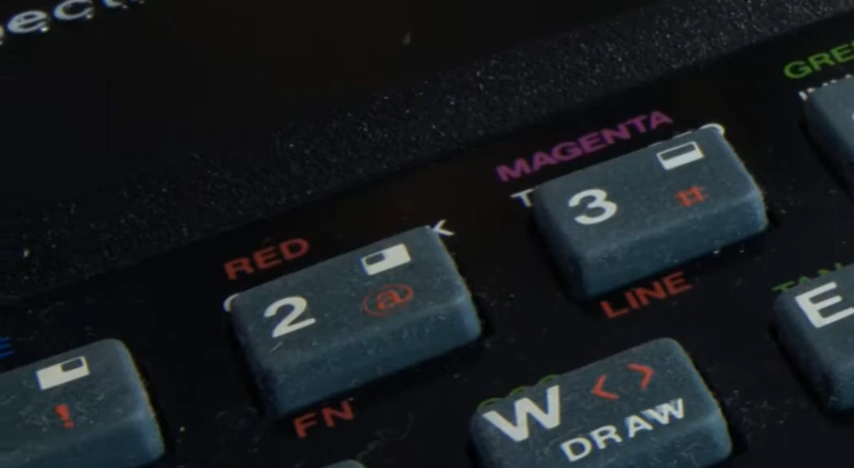 MAGENTA
3 #
RED
2 @
LINE
!
FN
W <>
DRAW
E